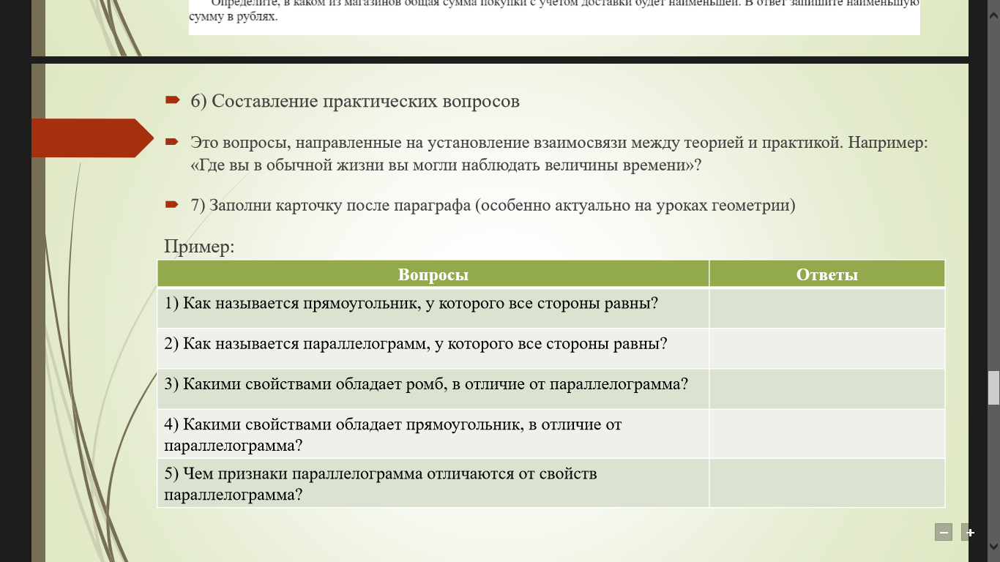 Определите, в каком из магазинов общая сумма покупки с учетом доставки будет наименьшей. В ответ запишите наименьшую
сумму в рублях.
6) Составление практических вопросов
Это вопросы, направленные на установление взаимосвязи между теорией и практикой. Например:
«Где вы в обычной жизни вы могли наблюдать величины времени»?
7) Заполни карточку после параграфа (особенно актуально на уроках геометрии)
Пример:
Вопросы
Ответы
1) Как называется прямоугольник, у которого все стороны равны?
2) Как называется параллелограмм, у которого все стороны равны?
3) Какими свойствами обладает ромб, в отличие от параллелограмма?
4) Какими свойствами обладает прямоугольник, в отличие от
параллелограмма?
5) Чем признаки параллелограмма отличаются от свойств
параллелограмма?